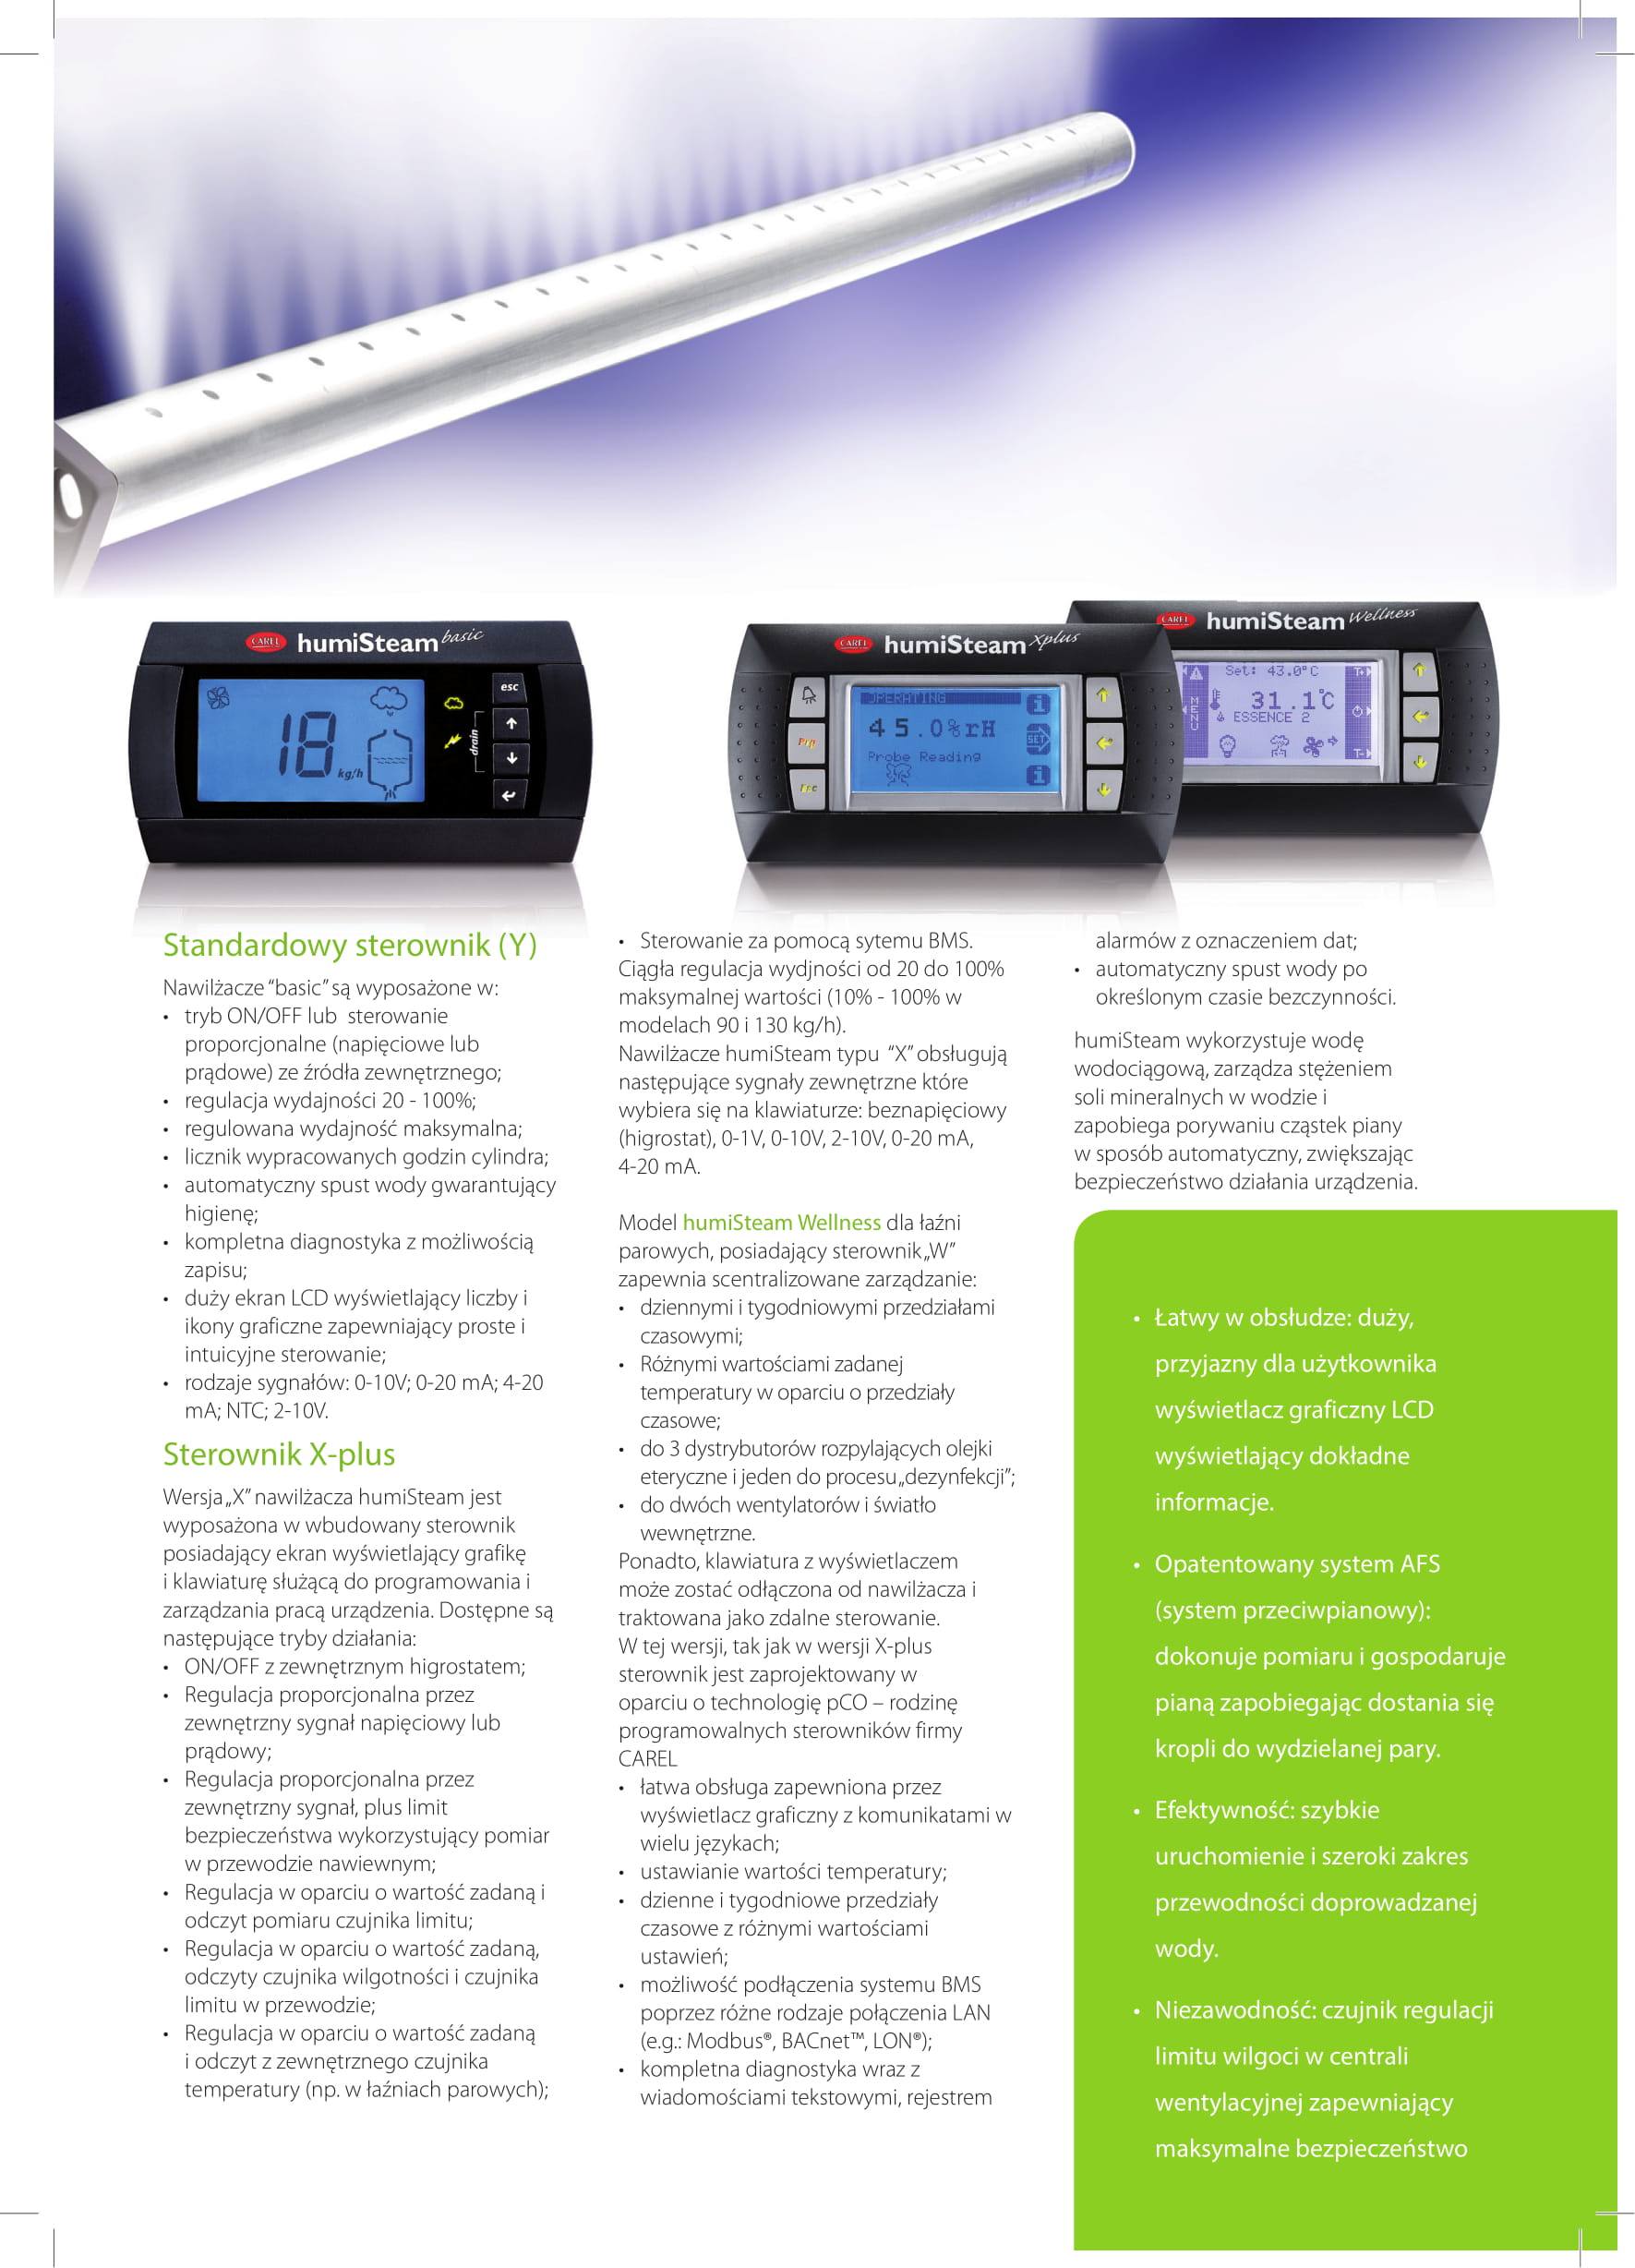 CAREL humiSteam basic
esc
18
kg/h
drain
CAREL humiSteam Xplus
OPERATING
45.0%rH
SET
Probe Reading
Prg
Esc
CAREL humiSteam Wellness
Set: 43.0°C
T+
31.1°C
MENU
ESSENCE 2
T-
Standardowy sterownik (Y)
Nawilżacze “basic” są wyposażone w:
• tryb ON/OFF lub sterowanie
proporcjonalne (napięciowe lub
prądowe) ze źródła zewnętrznego;
• regulacja wydajności 20 - 100%;
• regulowana wydajność maksymalna;
• licznik wypracowanych godzin cylindra;
• automatyczny spust wody gwarantujący
higienę;
• kompletna diagnostyka z możliwością
zapisu;
• duży ekran LCD wyświetlający liczby i
ikony graficzne zapewniający proste i
intuicyjne sterowanie;
• rodzaje sygnałów: 0-10V; 0-20 mA; 4-20
mA; NTC; 2-10V.
Sterownik X-plus
Wersja „X” nawilżacza humiSteam jest
wyposażona w wbudowany sterownik
posiadający ekran wyświetlający grafikę
i klawiaturę służącą do programowania i
zarządzania pracą urządzenia. Dostępne są
następujące tryby działania:
• ON/OFF z zewnętrznym higrostatem;
• Regulacja proporcjonalna przez
zewnętrzny sygnał napięciowy lub
prądowy;
• Regulacja proporcjonalna przez
zewnętrzny sygnał, plus limit
bezpieczeństwa wykorzystujący pomiar
w przewodzie nawiewnym;
• Regulacja w oparciu o wartość zadaną i
odczyt pomiaru czujnika limitu;
• Regulacja w oparciu o wartość zadaną,
odczyty czujnika wilgotności i czujnika
limitu w przewodzie;
• Regulacja w oparciu o wartość zadaną
i odczyt z zewnętrznego czujnika
temperatury (np. w łaźniach parowych);
• Sterowanie za pomocą sytemu BMS.
Ciągła regulacja wydjności od 20 do 100%
maksymalnej wartości (10% - 100% w
modelach 90 i 130 kg/h).
Nawilżacze humiSteam typu “X” obsługują
następujące sygnały zewnętrzne które
wybiera się na klawiaturze: beznapięciowy
(higrostat), 0-1V, 0-10V, 2-10V, 0-20 mA,
4-20 mA.
Model humiSteam Wellness dla łaźni
parowych, posiadający sterownik „W”
zapewnia scentralizowane zarządzanie:
• dziennymi i tygodniowymi przedziałami
czasowymi;
• Różnymi wartościami zadanej
temperatury w oparciu o przedziały
czasowe;
• do 3 dystrybutorów rozpylających olejki
eteryczne i jeden do procesu „dezynfekcji”;
• do dwóch wentylatorów i światło
wewnętrzne.
Ponadto, klawiatura z wyświetlaczem
może zostać odłączona od nawilżacza i
traktowana jako zdalne sterowanie.
W tej wersji, tak jak w wersji X-plus
sterownik jest zaprojektowany w
oparciu o technologię pCO – rodzinę
programowalnych sterowników firmy
CAREL
• łatwa obsługa zapewniona przez
wyświetlacz graficzny z komunikatami w
wielu językach;
• ustawianie wartości temperatury;
• dzienne i tygodniowe przedziały
czasowe z różnymi wartościami
ustawień;
• możliwość podłączenia systemu BMS
poprzez różne rodzaje połączenia LAN
(e.g.: Modbus®, BACnet™, LON®);
• kompletna diagnostyka wraz z
wiadomościami tekstowymi, rejestrem
alarmów z oznaczeniem dat;
• automatyczny spust wody po
określonym czasie bezczynności.
humiSteam wykorzystuje wodę
wodociągową, zarządza stężeniem
soli mineralnych w wodzie i
zapobiega porywaniu cząstek piany
w sposób automatyczny, zwiększając
bezpieczeństwo działania urządzenia.
• Łatwy w obsłudze: duży,
przyjazny dla użytkownika
wyświetlacz graficzny LCD
wyświetlający dokładne
informacje.
• Opatentowany system AFS
(system przeciwpianowy):
dokonuje pomiaru i gospodaruje
pianą zapobiegając dostania się
kropli do wydzielanej pary.
• Efektywność: szybkie
uruchomienie i szeroki zakres
przewodności doprowadzanej
wody.
• Niezawodność: czujnik regulacji
limitu wilgoci w centrali
wentylacyjnej zapewniający
maksymalne bezpieczeństwo